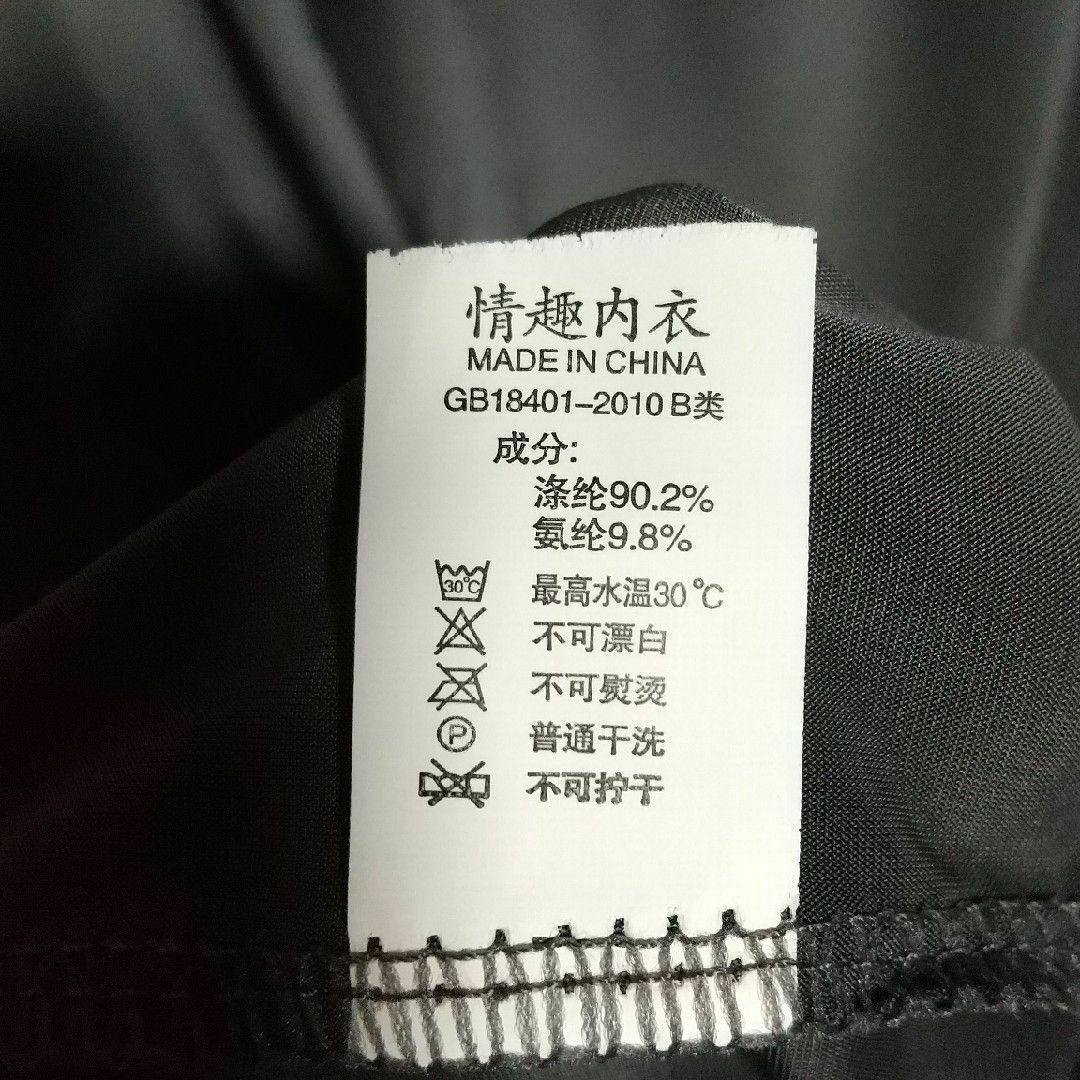 情趣内衣
MADE IN CHINA
GB18401-2010 B类
成分:
涤纶90.2%
氨纶9.8%
30℃ 最高水温30℃
不可漂白
不可熨烫
P 普通干洗
不可拧干